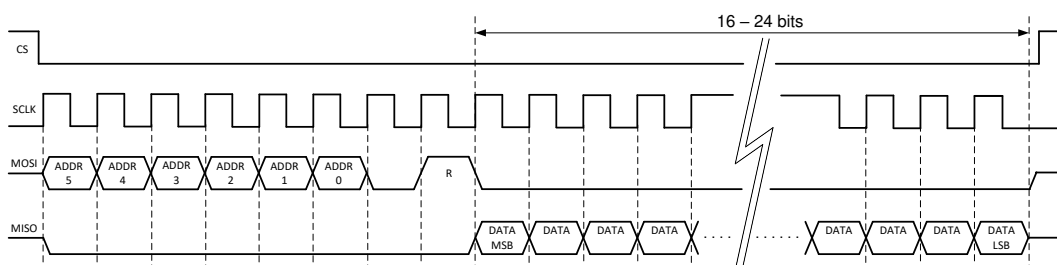 16 – 24 bits
CS
SCLK
MOSI
ADDR 5
ADDR 4
ADDR 3
ADDR 2
ADDR 1
ADDR 0
R
MISO
DATA MSB
DATA
DATA
DATA
DATA
DATA
DATA
DATA LSB